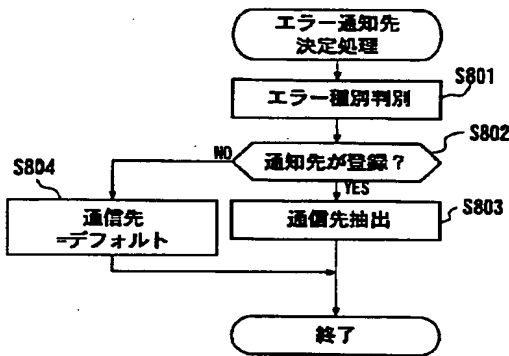 エラー通知先
決定処理
S801
エラー種別判別
S802
通知先が登録？
NO
YES
S804
通信先
=デフォルト
S803
通信先抽出
終了